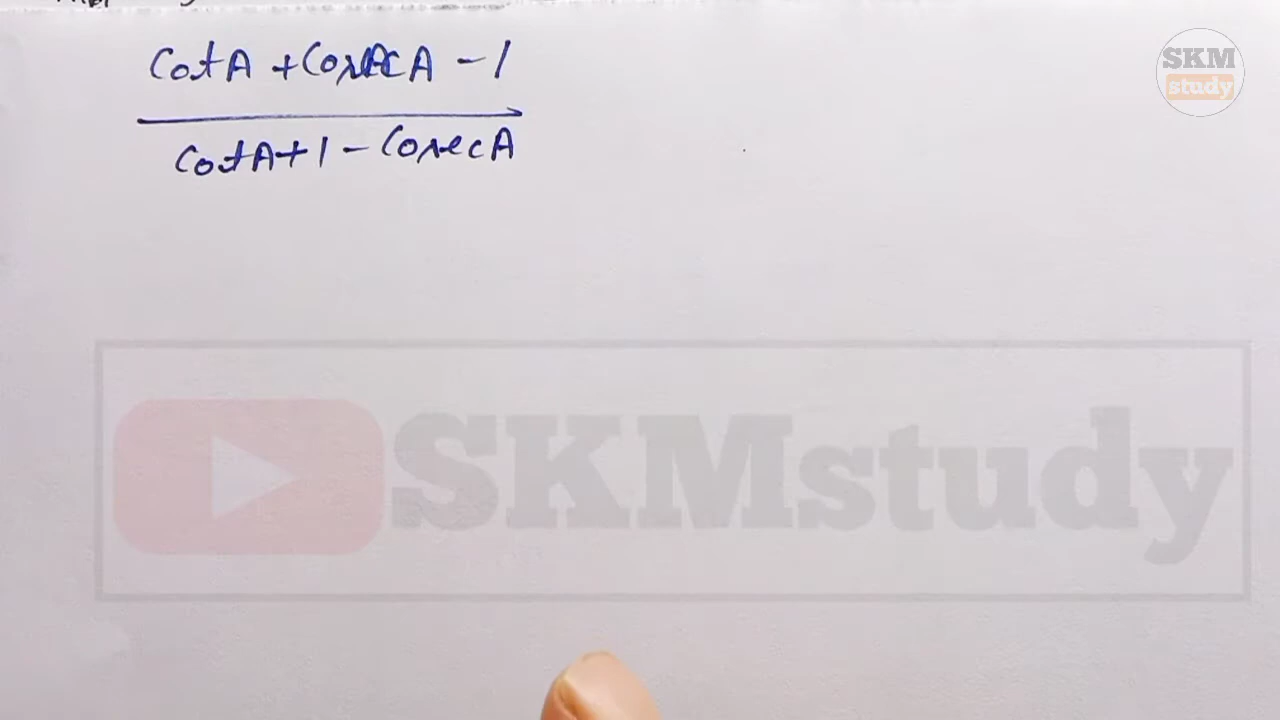 SKM
study
CotA + CosecA - 1
CotA + 1 - CosecA
SKMstudy